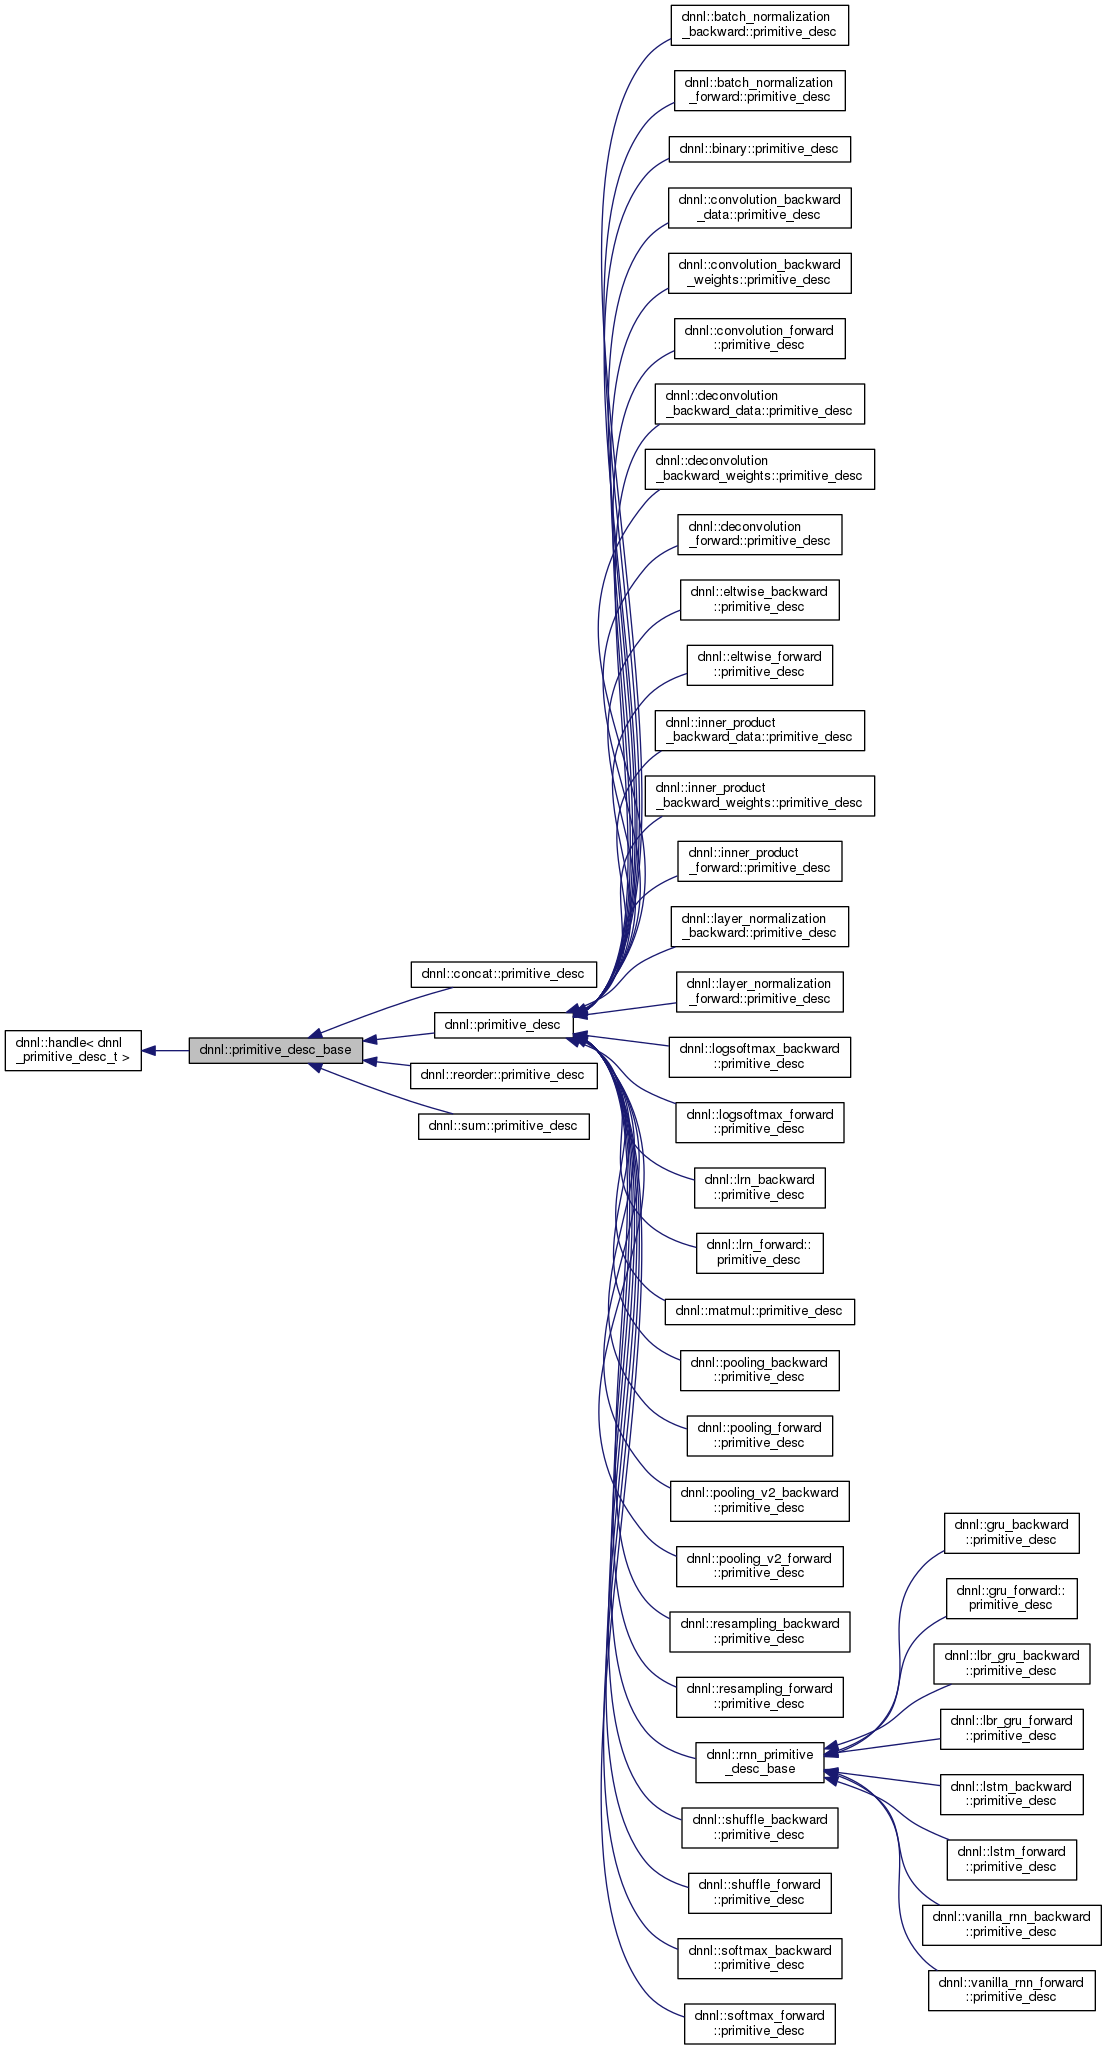 dnnl::handle< dnnl
_primitive_desc_t >
dnnl::primitive_desc_base
dnnl::concat::primitive_desc
dnnl::primitive_desc
dnnl::reorder::primitive_desc
dnnl::sum::primitive_desc
dnnl::batch_normalization
_backward::primitive_desc
dnnl::batch_normalization
_forward::primitive_desc
dnnl::binary::primitive_desc
dnnl::convolution_backward
_data::primitive_desc
dnnl::convolution_backward
_weights::primitive_desc
dnnl::convolution_forward
::primitive_desc
dnnl::deconvolution
_backward_data::primitive_desc
dnnl::deconvolution
_backward_weights::primitive_desc
dnnl::deconvolution
_forward::primitive_desc
dnnl::eltwise_backward
::primitive_desc
dnnl::eltwise_forward
::primitive_desc
dnnl::inner_product
_backward_data::primitive_desc
dnnl::inner_product
_backward_weights::primitive_desc
dnnl::inner_product
_forward::primitive_desc
dnnl::layer_normalization
_backward::primitive_desc
dnnl::layer_normalization
_forward::primitive_desc
dnnl::logsoftmax_backward
::primitive_desc
dnnl::logsoftmax_forward
::primitive_desc
dnnl::lrn_backward
::primitive_desc
dnnl::lrn_forward::
primitive_desc
dnnl::matmul::primitive_desc
dnnl::pooling_backward
::primitive_desc
dnnl::pooling_forward
::primitive_desc
dnnl::pooling_v2_backward
::primitive_desc
dnnl::pooling_v2_forward
::primitive_desc
dnnl::resampling_backward
::primitive_desc
dnnl::resampling_forward
::primitive_desc
dnnl::rnn_primitive
_desc_base
dnnl::shuffle_backward
::primitive_desc
dnnl::shuffle_forward
::primitive_desc
dnnl::softmax_backward
::primitive_desc
dnnl::softmax_forward
::primitive_desc
dnnl::gru_backward
::primitive_desc
dnnl::gru_forward::
primitive_desc
dnnl::lbr_gru_backward
::primitive_desc
dnnl::lbr_gru_forward
::primitive_desc
dnnl::lstm_backward
::primitive_desc
dnnl::lstm_forward
::primitive_desc
dnnl::vanilla_rnn_backward
::primitive_desc
dnnl::vanilla_rnn_forward
::primitive_desc